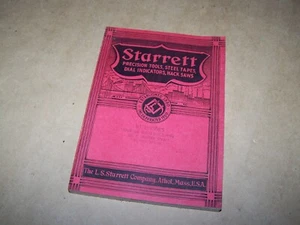 Starrett
PRECISION TOOLS, STEEL TAPES
DIAL INDICATORS, HACK SAWS
The L.S. Starrett Company, Athol, Mass., U.S.A.